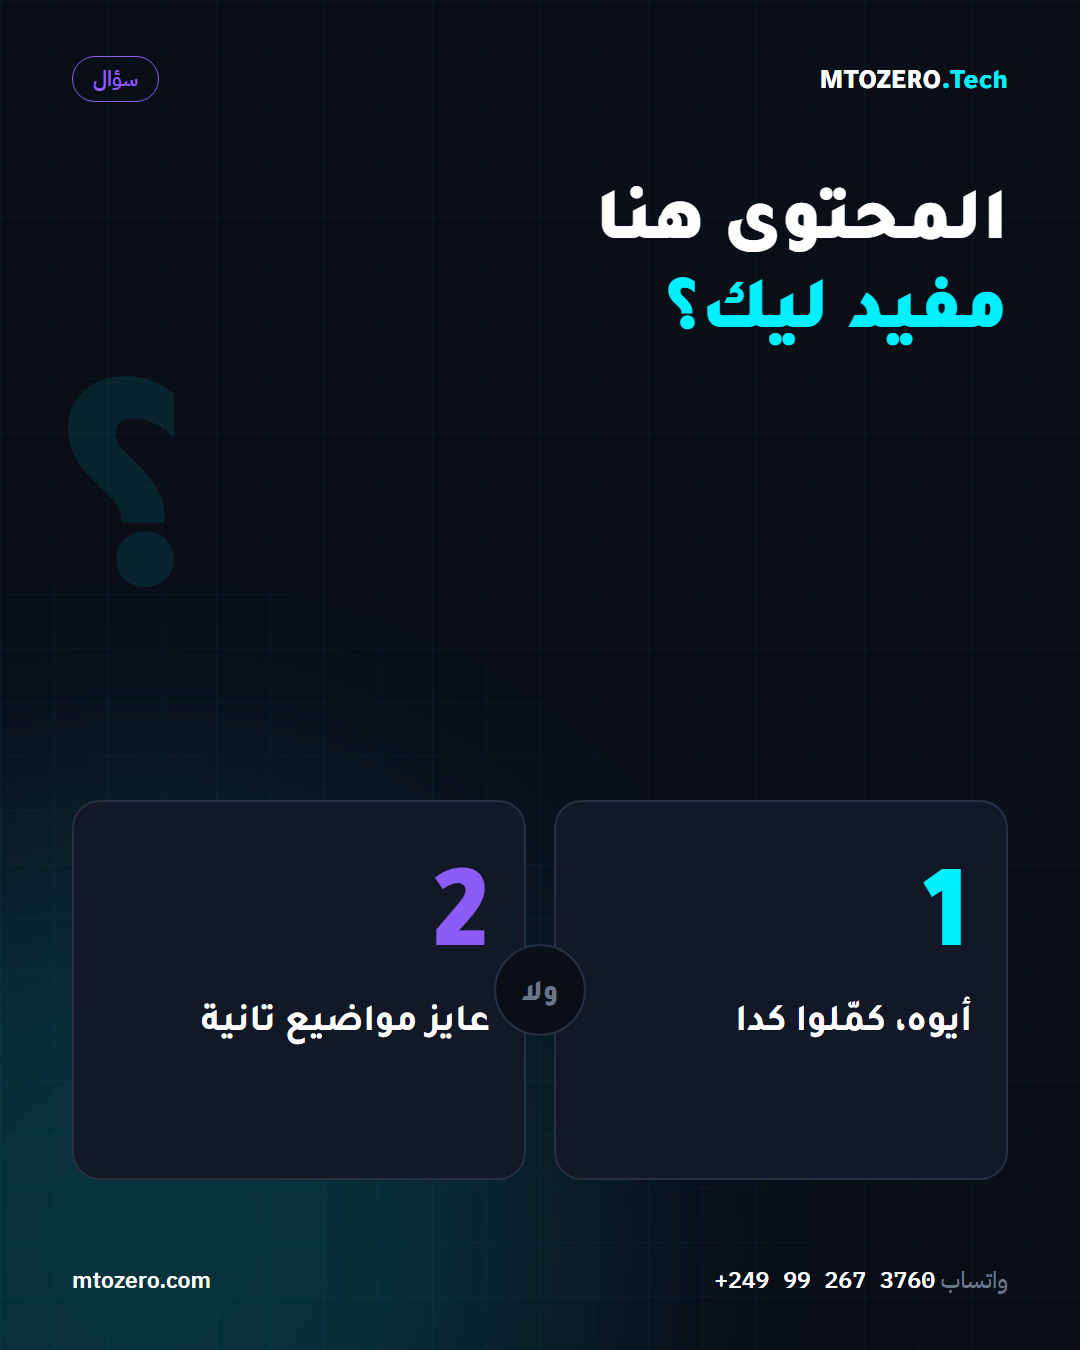 MTOZERO.Tech
سؤال
المحتوى هنا
مفيد ليك؟
؟
1
أيوه، كمّلوا كدا
ولا
2
عايز مواضيع تانية
واتساب +249 99 267 3760
mtozero.com